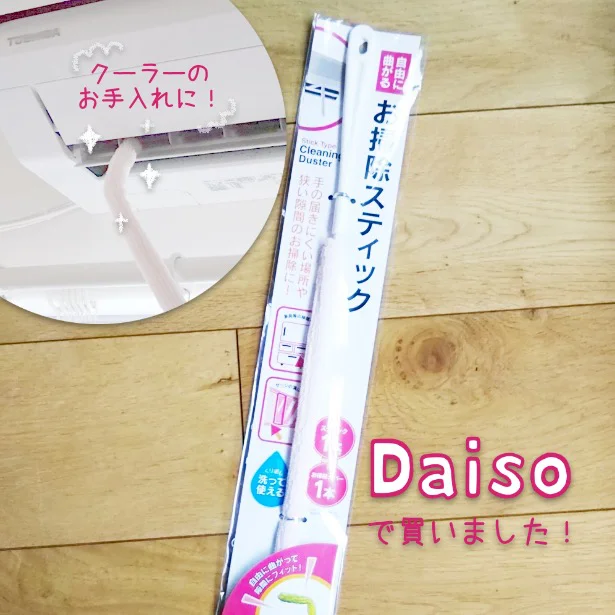 TOSHIBA
クーラーの
お手入れに！
自由に
曲がる
お掃除スティック
Stick Type
Cleaning
Duster
手の届きにくい場所や
狭い隙間のお掃除に！
洗って
使える
1本
自由に曲がって
隙間にフィット！
Daiso
で買いました！